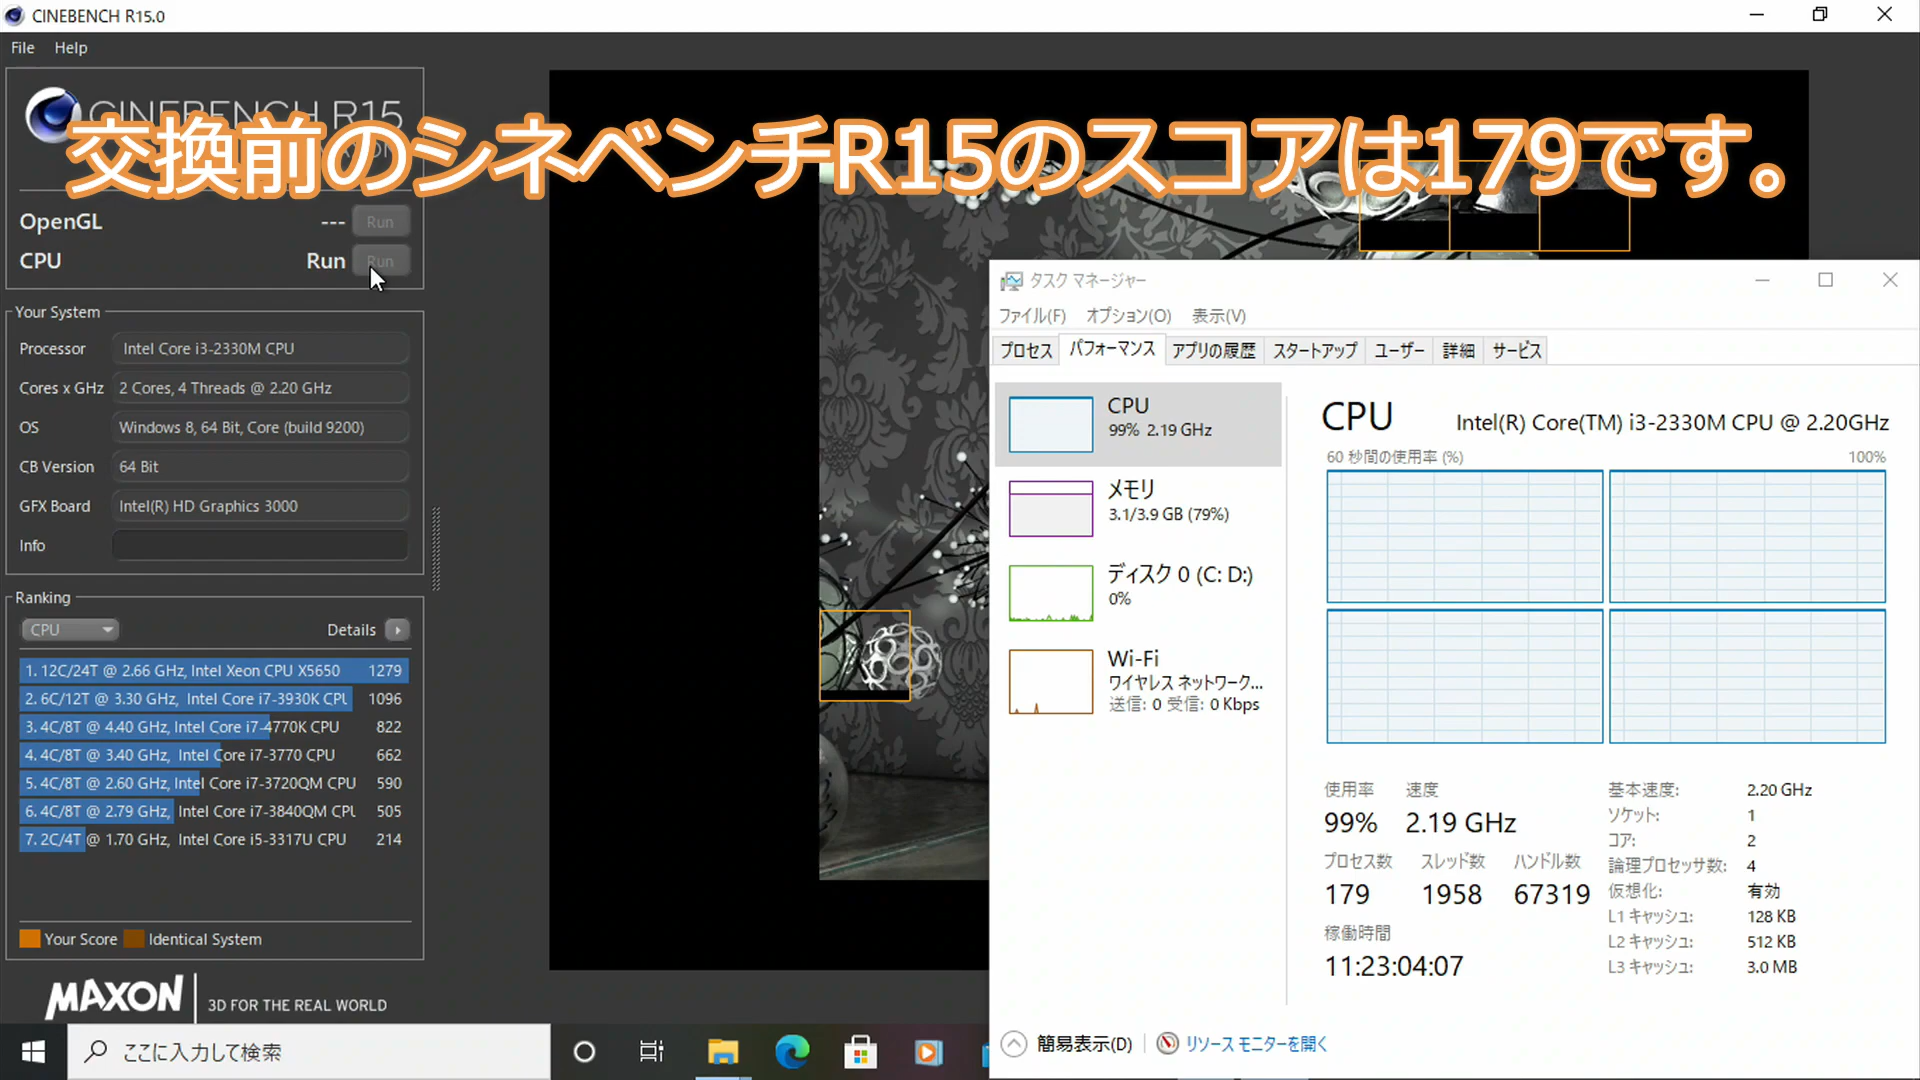 CINEBENCH R15.0
File Help
CINEBENCH R15
交換前のシネベンチR15のスコアは179です。
OpenGL --- Run
CPU Run Run
Your System
Processor Intel Core i3-2330M CPU
Cores x GHz 2 Cores, 4 Threads @ 2.20 GHz
OS Windows 8, 64 Bit, Core (build 9200)
CB Version 64 Bit
GFX Board Intel(R) HD Graphics 3000
Info
Ranking
CPU Details
1. 12C/24T @ 2.66 GHz, Intel Xeon CPU X5650 1279
2. 6C/12T @ 3.30 GHz, Intel Core i7-3930K CPU 1096
3. 4C/8T @ 4.40 GHz, Intel Core i7-4770K CPU 822
4. 4C/8T @ 3.40 GHz, Intel Core i7-3770 CPU 662
5. 4C/8T @ 2.60 GHz, Intel Core i7-3720QM CPU 590
6. 4C/8T @ 2.79 GHz, Intel Core i7-3840QM CPU 505
7. 2C/4T @ 1.70 GHz, Intel Core i5-3317U CPU 214
Your Score Identical System
MAXON 3D FOR THE REAL WORLD
ここに入力して検索
タスク マネージャー
ファイル(F) オプション(O) 表示(V)
プロセス パフォーマンス アプリの履歴 スタートアップ ユーザー 詳細 サービス
CPU
99% 2.19 GHz
メモリ
3.1/3.9 GB (79%)
ディスク 0 (C: D:)
0%
Wi-Fi
ワイヤレス ネットワーク...
送信: 0 受信: 0 Kbps
CPU Intel(R) Core(TM) i3-2330M CPU @ 2.20GHz
60 秒間の使用率 (%) 100%
使用率 速度
99% 2.19 GHz
プロセス数 スレッド数 ハンドル数
179 1958 67319
稼働時間
11:23:04:07
基本速度: 2.20 GHz
ソケット: 1
コア: 2
論理プロセッサ数: 4
仮想化: 有効
L1 キャッシュ: 128 KB
L2 キャッシュ: 512 KB
L3 キャッシュ: 3.0 MB
簡易表示(D) リソース モニターを開く